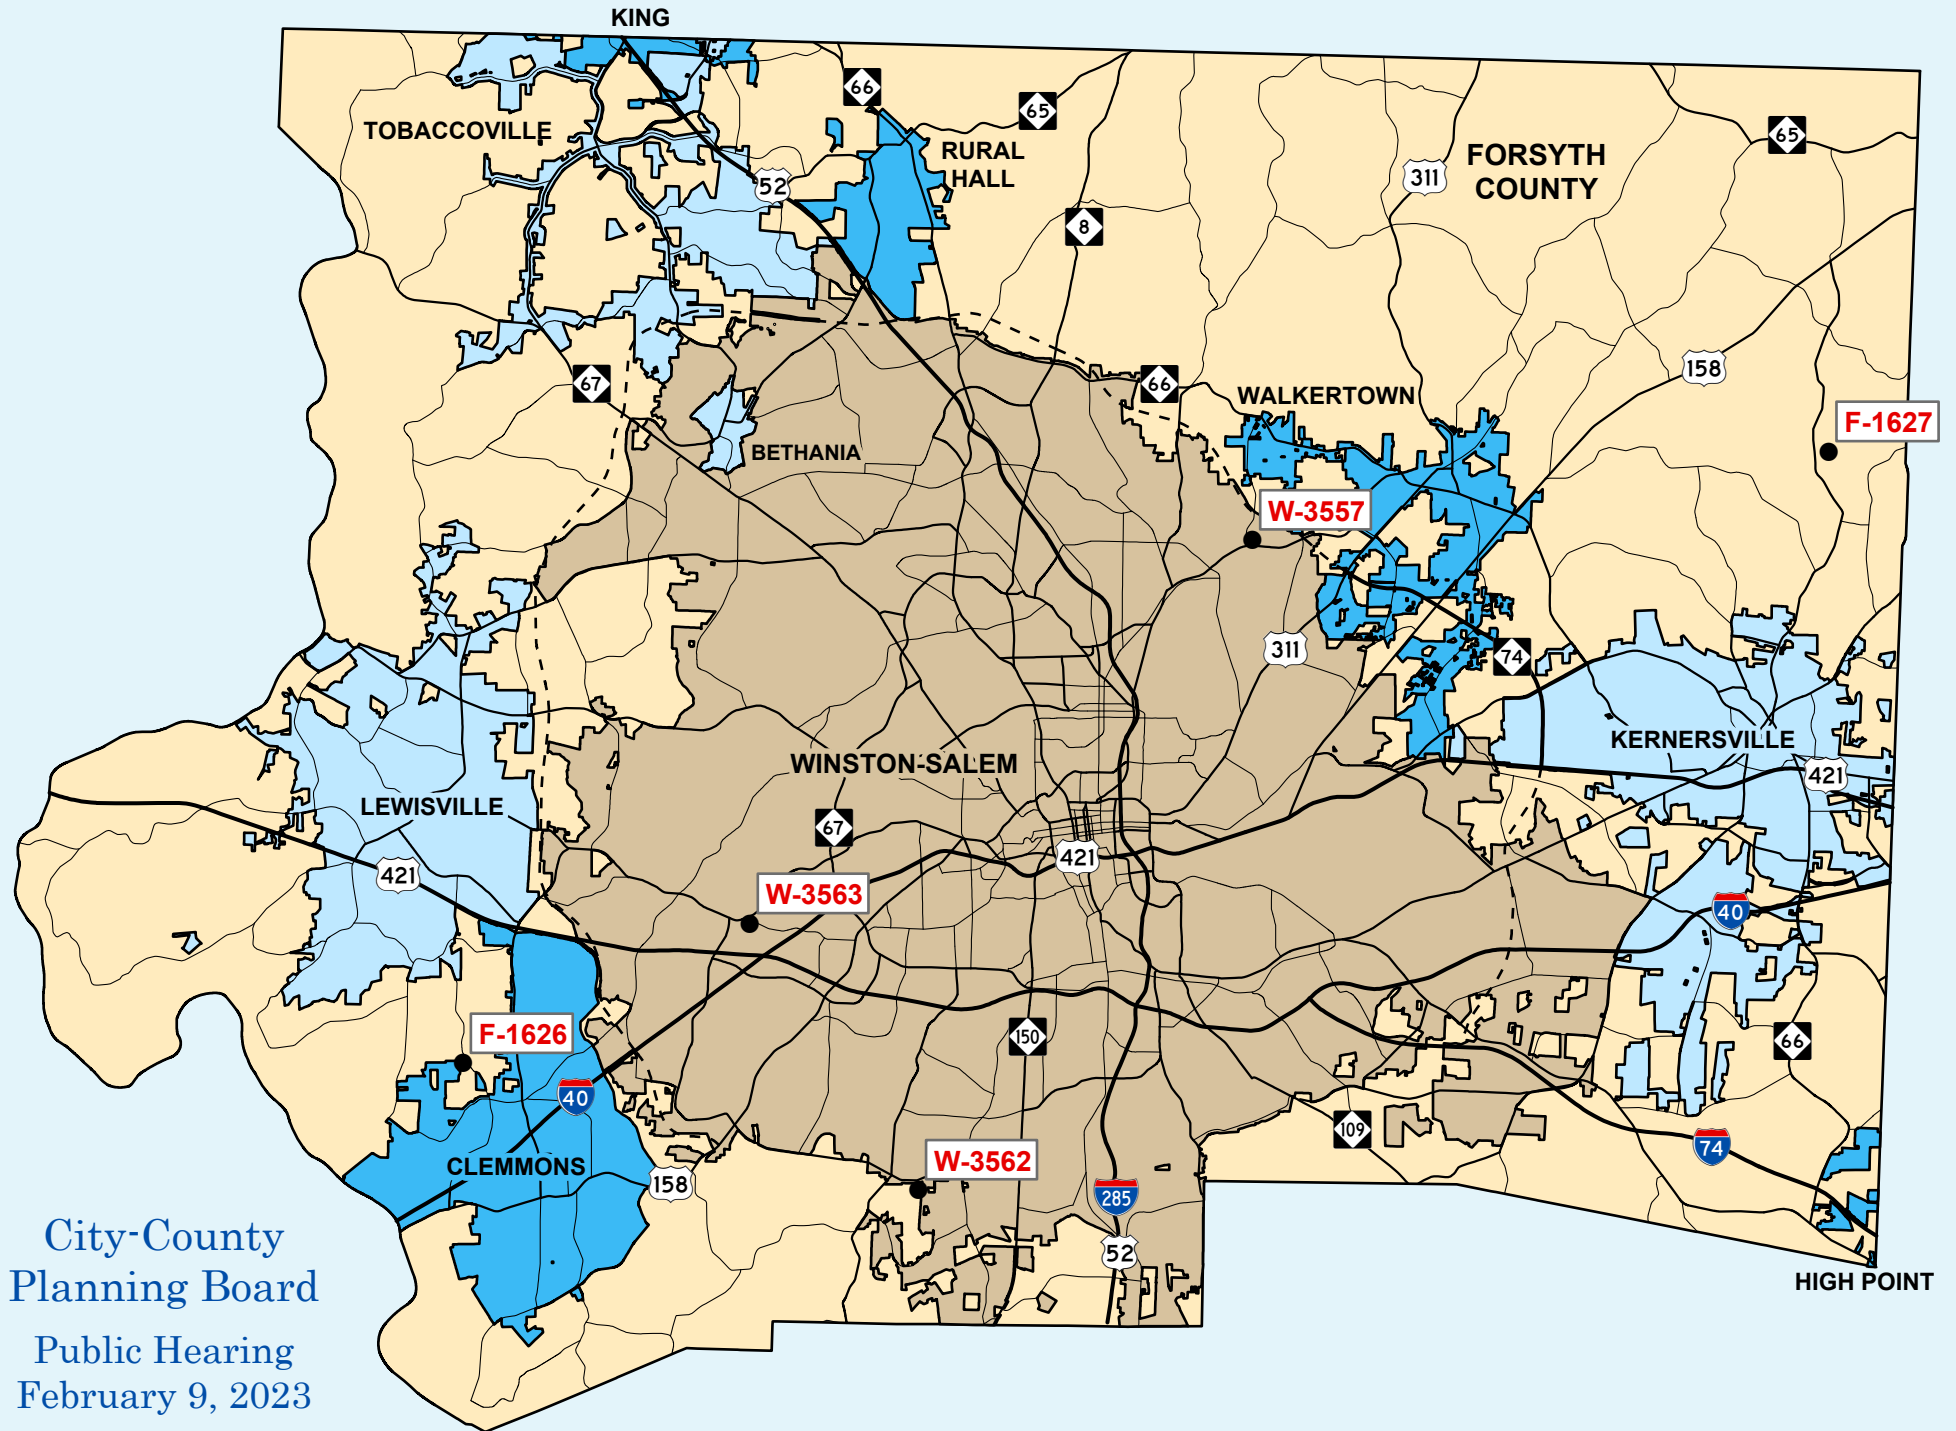 KING
66
65
TOBACCOVILLE
RURAL
HALL
65
FORSYTH
COUNTY
311
52
8
158
67
66
WALKERTOWN
F-1627
BETHANIA
W-3557
311
74
KERNERSVILLE
WINSTON-SALEM
421
LEWISVILLE
67
421
421
W-3563
40
F-1626
150
66
40
109
74
CLEMMONS
W-3562
158
285
52
City-County
Planning Board
HIGH POINT
Public Hearing
February 9, 2023